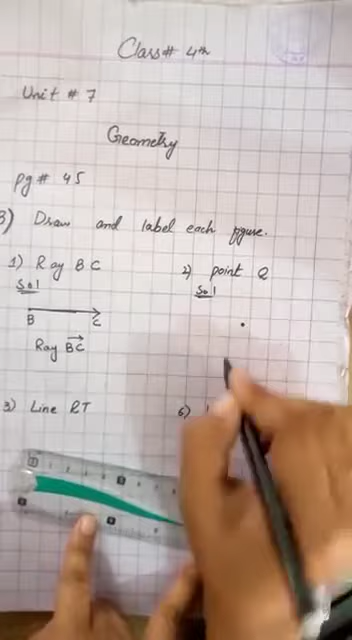 Class# 4th
Unit # 7
Geometry
Pg# 45
3) Draw and label each figure.
1) Ray BC
Sol
B C
Ray BC
2) point Q
Sol
3) Line RT
6)